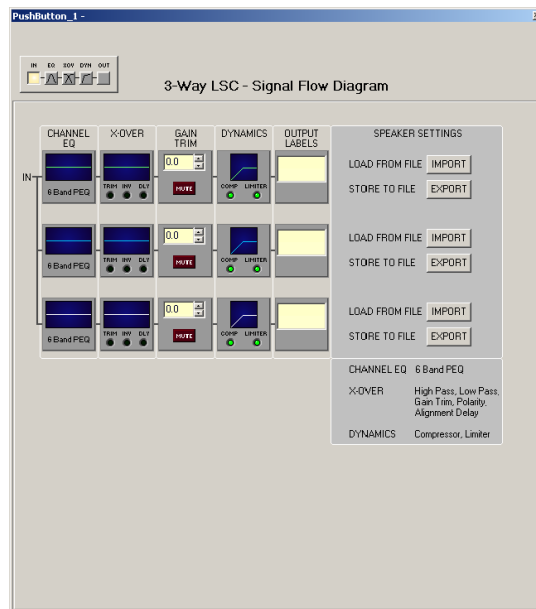 PushButton_1 -
IN EQ XOV DYN OUT
3-Way LSC - Signal Flow Diagram
CHANNEL EQ X-OVER GAIN TRIM DYNAMICS OUTPUT LABELS SPEAKER SETTINGS
IN
0.0
6 Band PEQ TRIM INV DLY MUTE COMP LIMITER
LOAD FROM FILE IMPORT
STORE TO FILE EXPORT
0.0
6 Band PEQ TRIM INV DLY MUTE COMP LIMITER
LOAD FROM FILE IMPORT
STORE TO FILE EXPORT
0.0
6 Band PEQ TRIM INV DLY MUTE COMP LIMITER
LOAD FROM FILE IMPORT
STORE TO FILE EXPORT
CHANNEL EQ 6 Band PEQ
X-OVER High Pass, Low Pass,
Gain Trim, Polarity,
Alignment Delay
DYNAMICS Compressor, Limiter